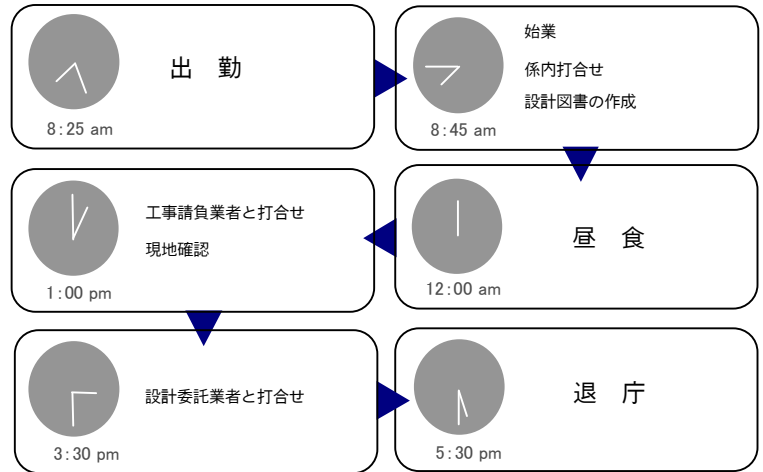 出　勤
8:25 am
始業
係内打合せ
設計図書の作成
8:45 am
昼　食
12:00 am
工事請負業者と打合せ
現地確認
1:00 pm
設計委託業者と打合せ
3:30 pm
退　庁
5:30 pm